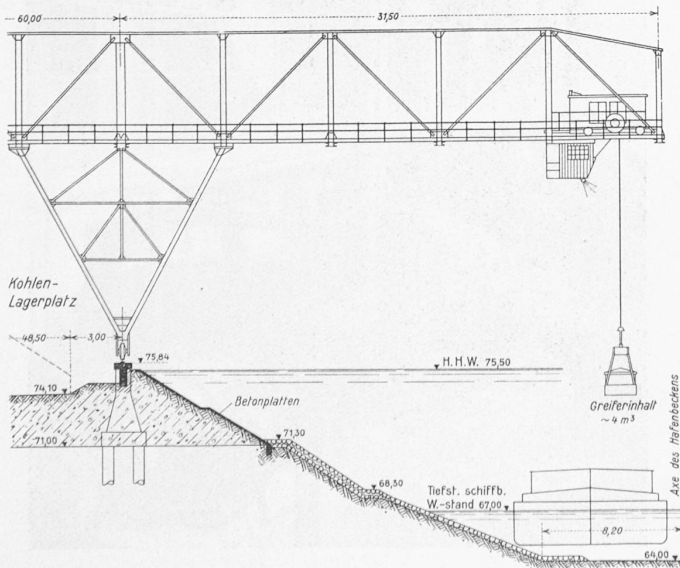 60,00
31,50
Kohlen-
Lagerplatz
48,50
3,00
75,84
H.H.W. 75,50
74,10
Betonplatten
Greiferinhalt
~ 4 m³
71,00
71,30
68,30
Tiefst. schiffb.
W.-stand 67,00
8,20
64,00
Axe des Hafenbeckens